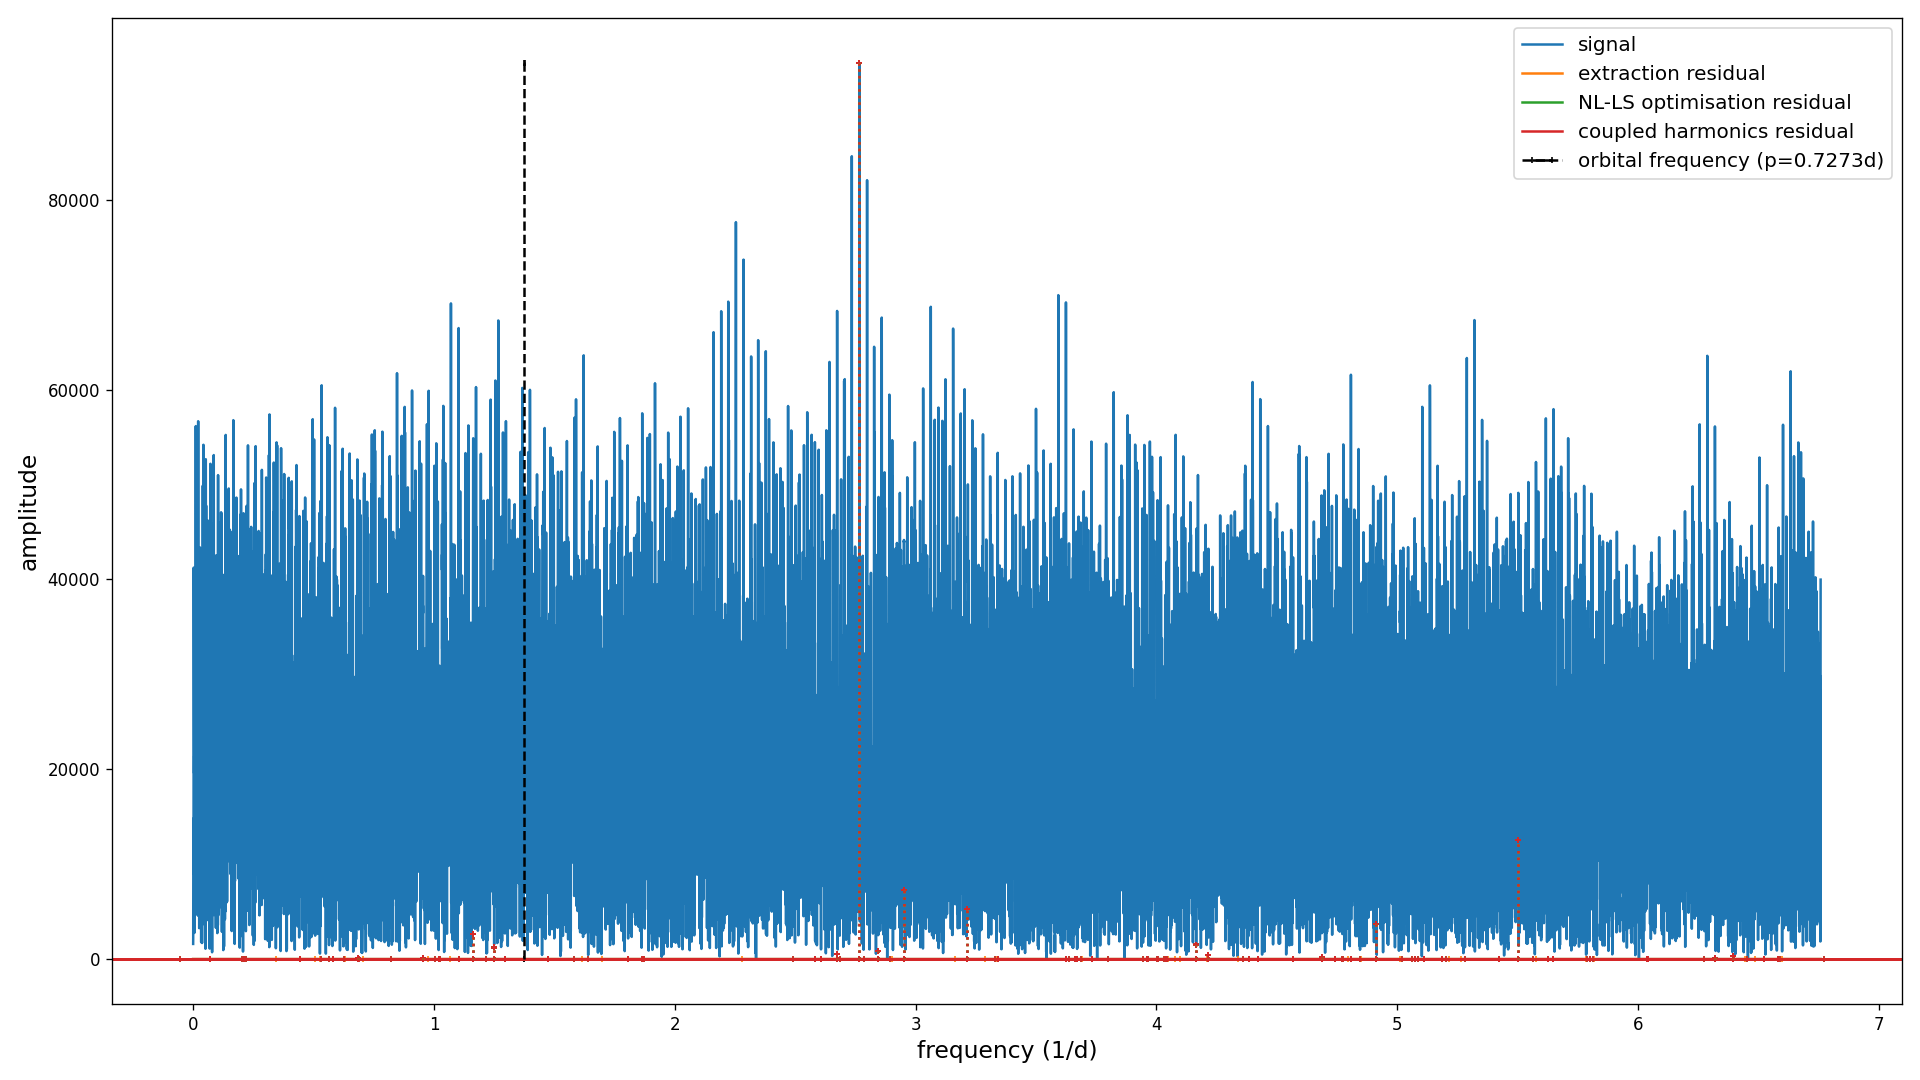 signal
extraction residual
NL-LS optimisation residual
coupled harmonics residual
orbital frequency (p=0.7273d)
amplitude
80000
60000
40000
20000
0
0 1 2 3 4 5 6 7
frequency (1/d)